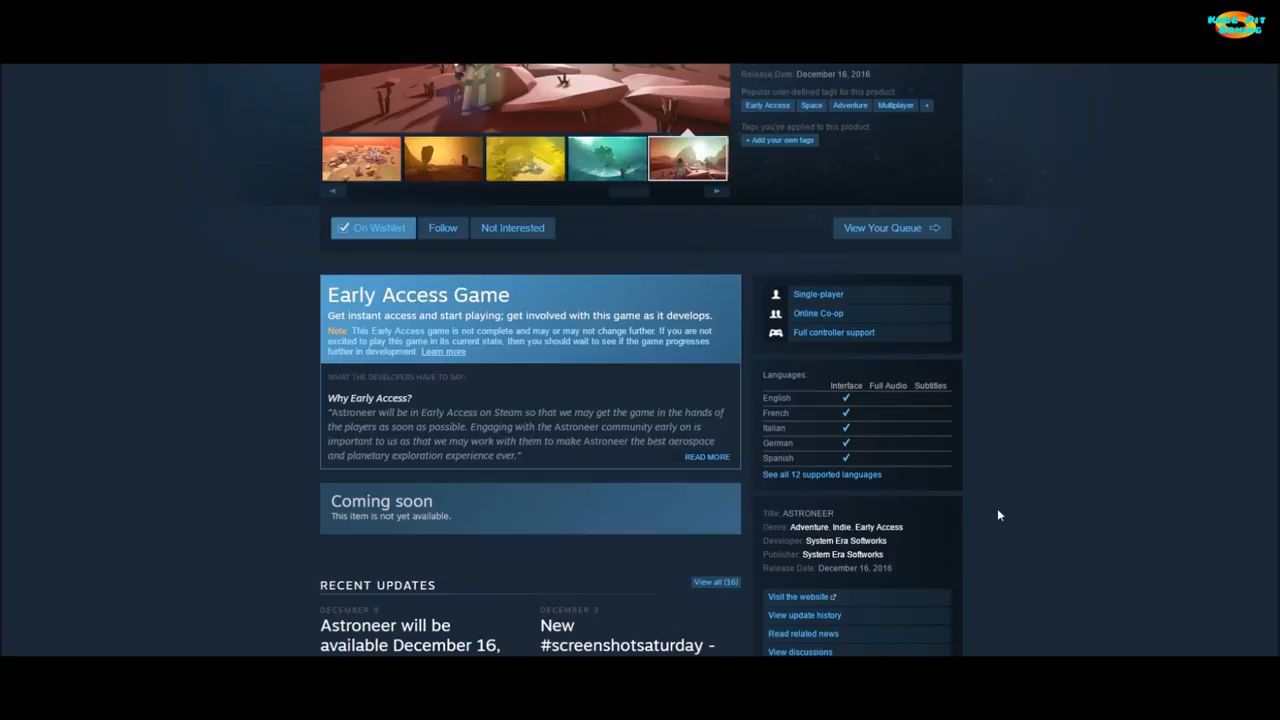 Release Date: December 16, 2016
Popular user-defined tags for this product:
Early Access Space Adventure Multiplayer +
Tags you've applied to this product:
+ Add your own tags
On Wishlist Follow Not Interested View Your Queue
Early Access Game
Get instant access and start playing; get involved with this game as it develops.
Note: This Early Access game is not complete and may or may not change further. If you are not
excited to play this game in its current state, then you should wait to see if the game progresses
further in development. Learn more
WHAT THE DEVELOPERS HAVE TO SAY:
Why Early Access?
"Astroneer will be in Early Access on Steam so that we may get the game in the hands of
the players as soon as possible. Engaging with the Astroneer community early on is
important to us as that we may work with them to make Astroneer the best aerospace
and planetary exploration experience ever."
READ MORE
Coming soon
This item is not yet available.
RECENT UPDATES
View all (16)
DECEMBER 3
Astroneer will be
available December 16,
DECEMBER 3
New
#screenshotsaturday -
Single-player
Online Co-op
Full controller support
Languages:
Interface Full Audio Subtitles
English ✔
French ✔
Italian ✔
German ✔
Spanish ✔
See all 12 supported languages
Title: ASTRONEER
Genre: Adventure, Indie, Early Access
Developer: System Era Softworks
Publisher: System Era Softworks
Release Date: December 16, 2016
Visit the website
View update history
Read related news
View discussions